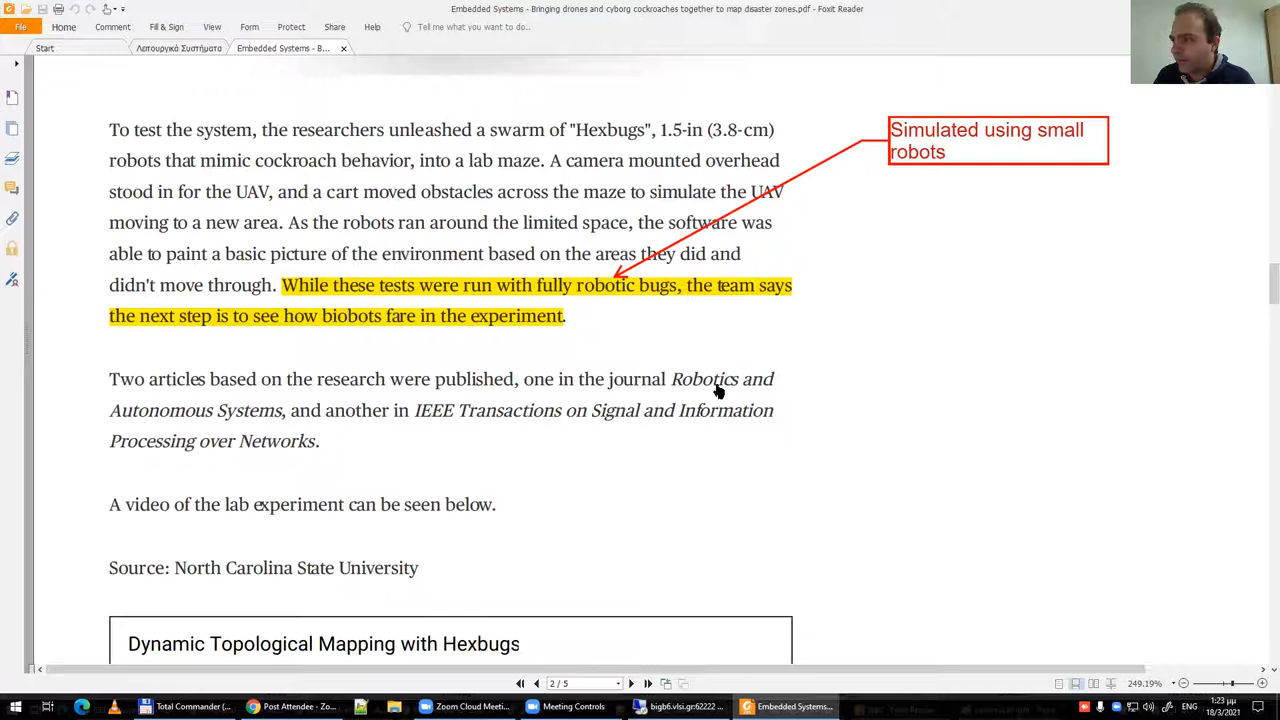 Embedded Systems - Bringing drones and cyborg cockroaches together to map disaster zones.pdf - Foxit Reader
File Home Comment Fill & Sign View Form Protect Share Help Tell me what you want to do...
Start Λειτουργικά Συστήματα Embedded Systems - B...
To test the system, the researchers unleashed a swarm of "Hexbugs", 1.5-in (3.8-cm)
robots that mimic cockroach behavior, into a lab maze. A camera mounted overhead
stood in for the UAV, and a cart moved obstacles across the maze to simulate the UAV
moving to a new area. As the robots ran around the limited space, the software was
able to paint a basic picture of the environment based on the areas they did and
didn't move through. While these tests were run with fully robotic bugs, the team says
the next step is to see how biobots fare in the experiment.
Simulated using small
robots
Two articles based on the research were published, one in the journal Robotics and
Autonomous Systems, and another in IEEE Transactions on Signal and Information
Processing over Networks.
A video of the lab experiment can be seen below.
Source: North Carolina State University
Dynamic Topological Mapping with Hexbugs
2 / 5 249.19%
Total Commander (... Post Attendee - Zo... Zoom Cloud Meeti... Meeting Controls bigb6.vlsi.gr:62222 ... Embedded Systems...
1:23 μμ
18/3/2021